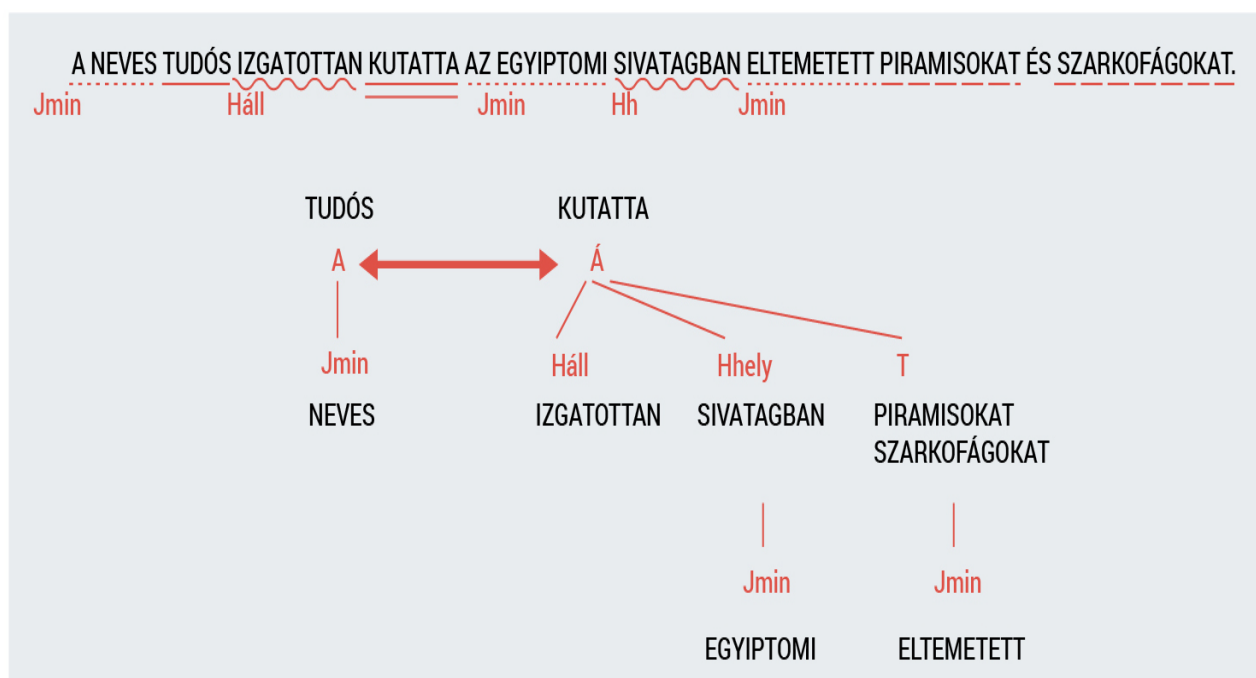 A NEVES TUDÓS IZGATOTTAN KUTATTA AZ EGYIPTOMI SIVATAGBAN ELTEMETETT PIRAMISOKAT ÉS SZARKOFÁGOKAT.
Jmin Háll Jmin Hh Jmin
TUDÓS KUTATTA
A Á
Jmin Háll Hhely T
NEVES IZGATOTTAN SIVATAGBAN PIRAMISOKAT
SZARKOFÁGOKAT
Jmin Jmin
EGYIPTOMI ELTEMETETT